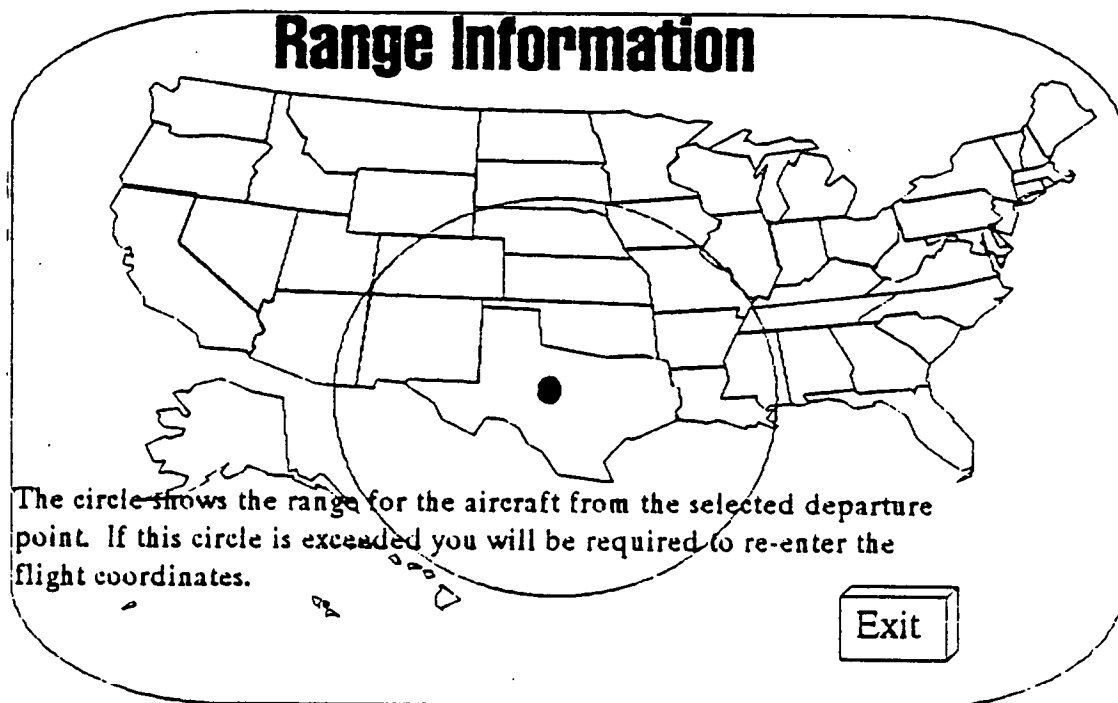 Range Information
The circle shows the range for the aircraft from the selected departure
point. If this circle is exceeded you will be required to re-enter the
flight coordinates.
Exit